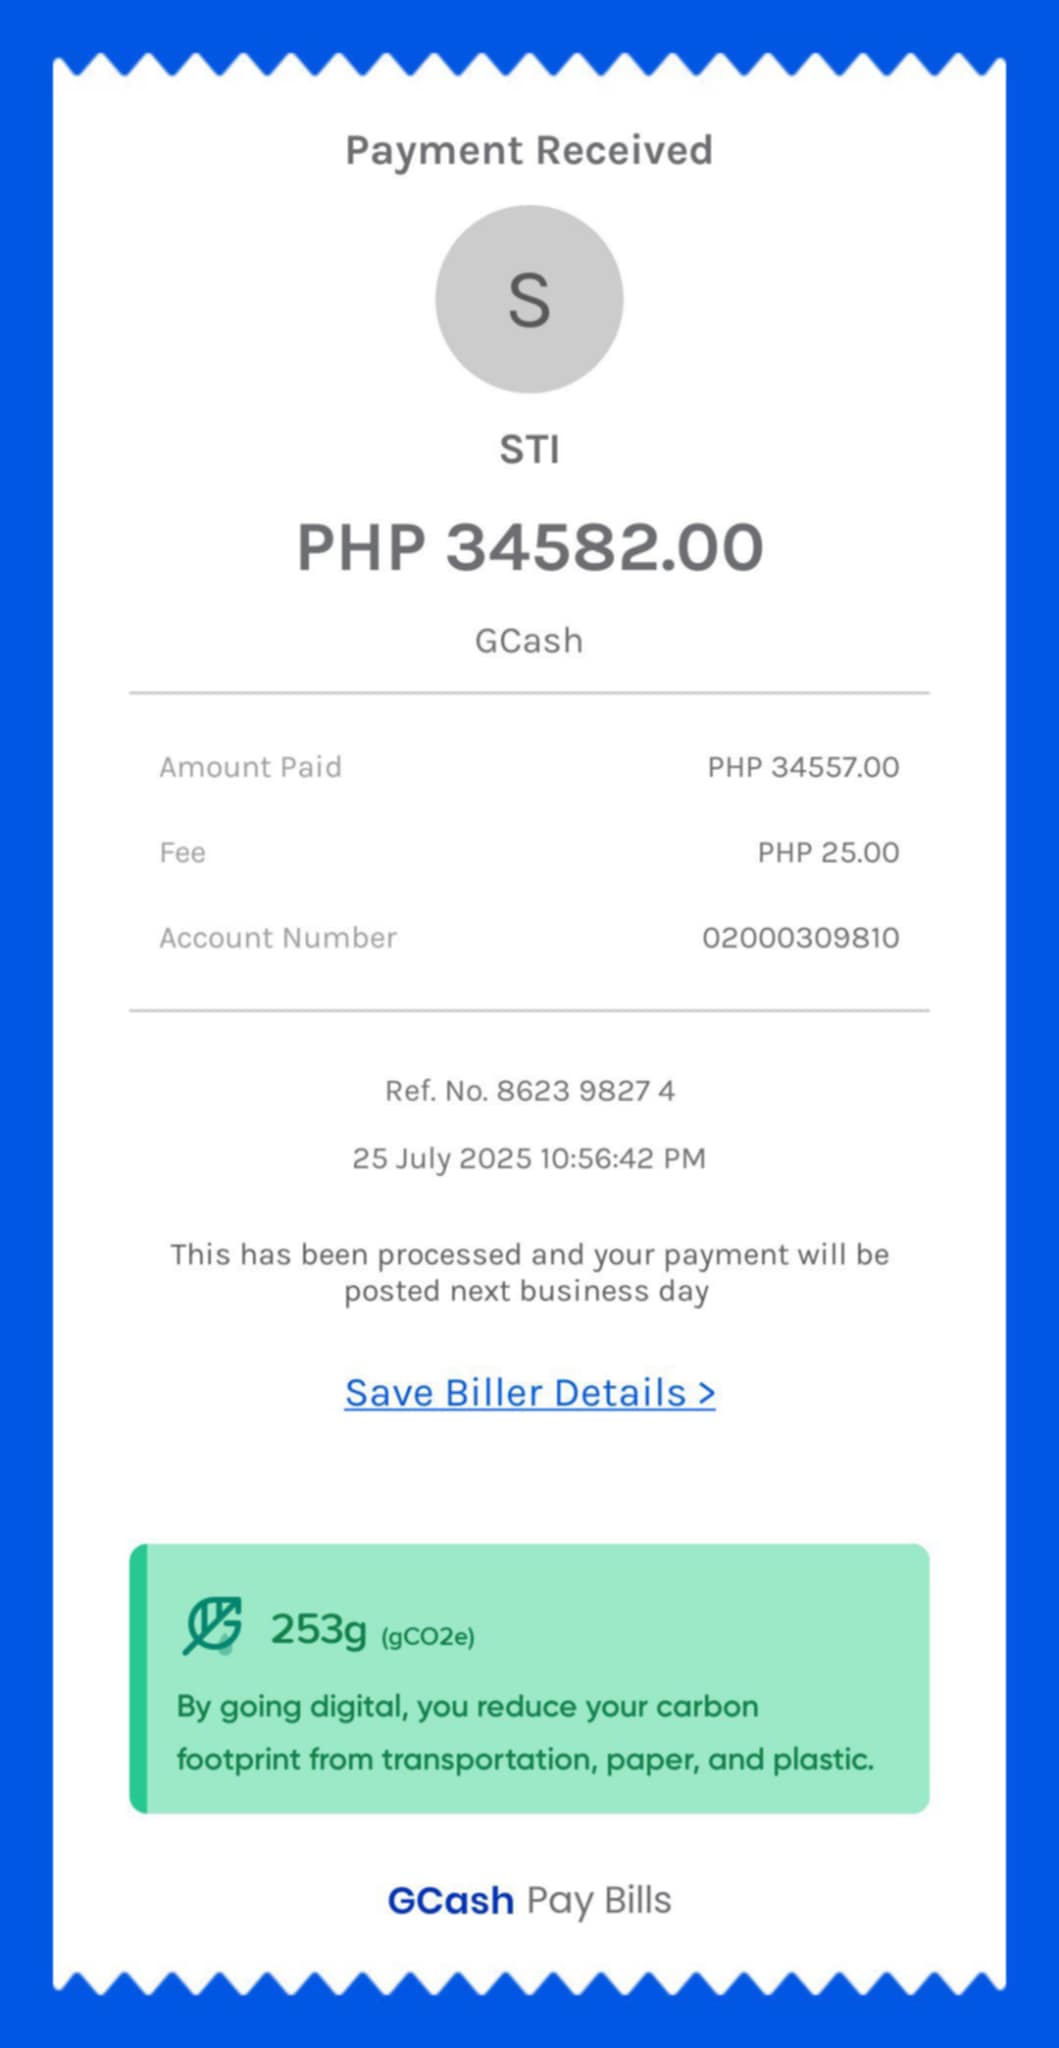 Payment Received
S
STI
PHP 34582.00
GCash
Amount Paid PHP 34557.00
Fee PHP 25.00
Account Number 02000309810
Ref. No. 8623 9827 4
25 July 2025 10:56:42 PM
This has been processed and your payment will be
posted next business day
Save Biller Details >
253g (gCO2e)
By going digital, you reduce your carbon
footprint from transportation, paper, and plastic.
GCash Pay Bills